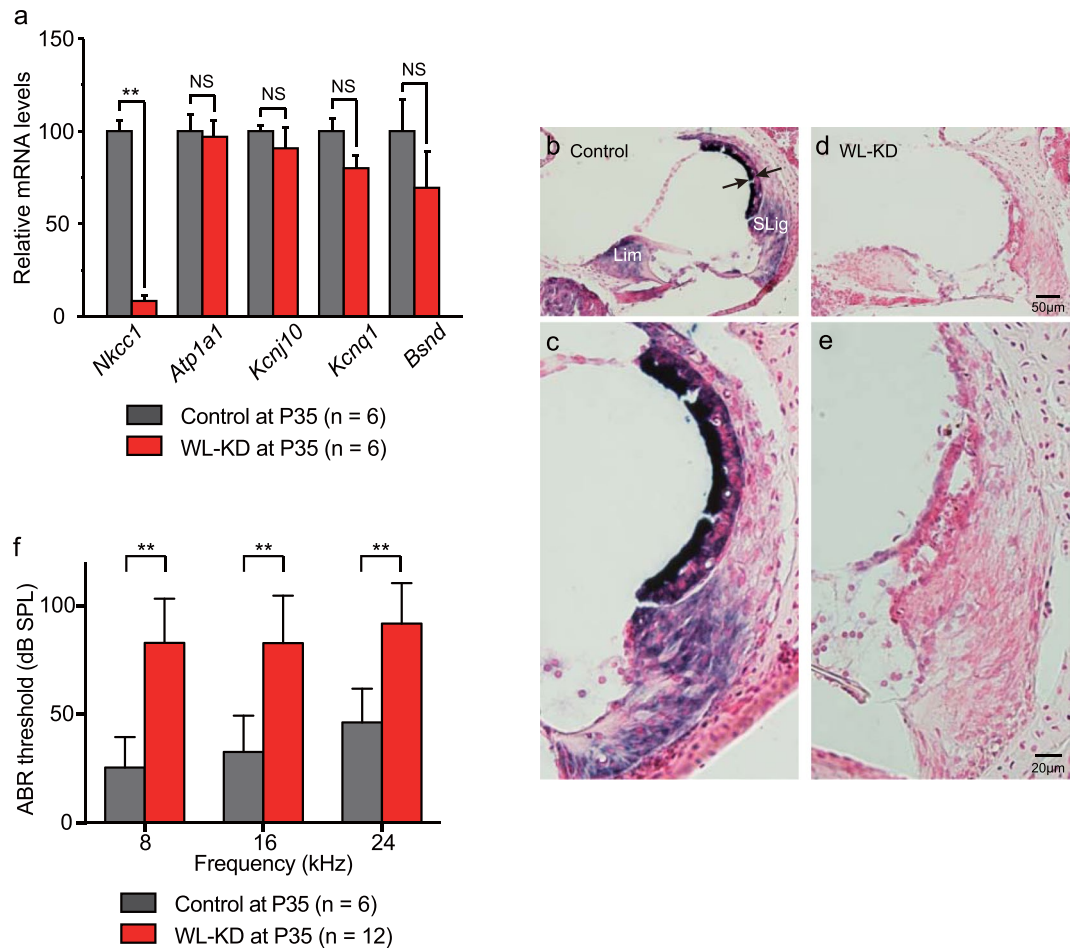 a
150
100
50
0
Relative mRNA levels
**
NS
NS
NS
NS
Nkcc1
Atp1a1
Kcnj10
Kcnq1
Bsnd
Control at P35 (n = 6)
WL-KD at P35 (n = 6)
b Control
SLig
Lim
d WL-KD
50μm
c
e
20μm
f
100
50
0
ABR threshold (dB SPL)
**
**
**
8
16
24
Frequency (kHz)
Control at P35 (n = 6)
WL-KD at P35 (n = 12)